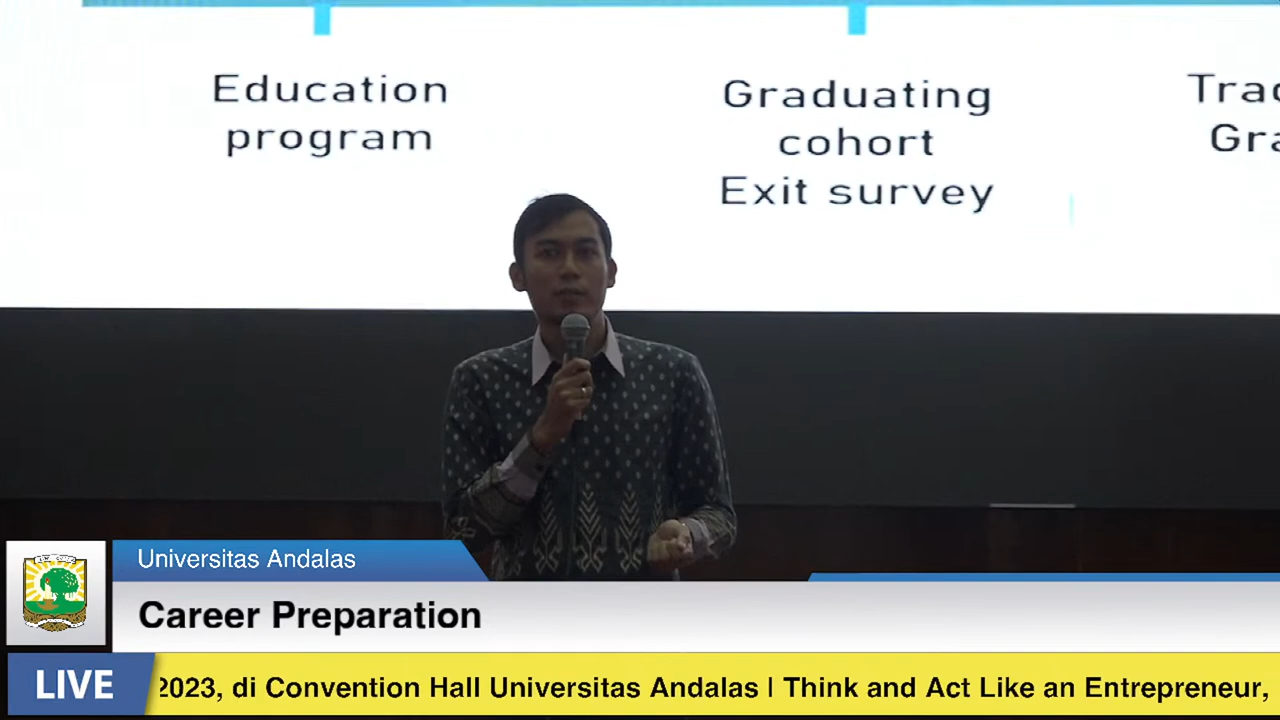 Education
program
Graduating
cohort
Exit survey
Universitas Andalas
Career Preparation
LIVE
2023, di Convention Hall Universitas Andalas | Think and Act Like an Entrepreneur,